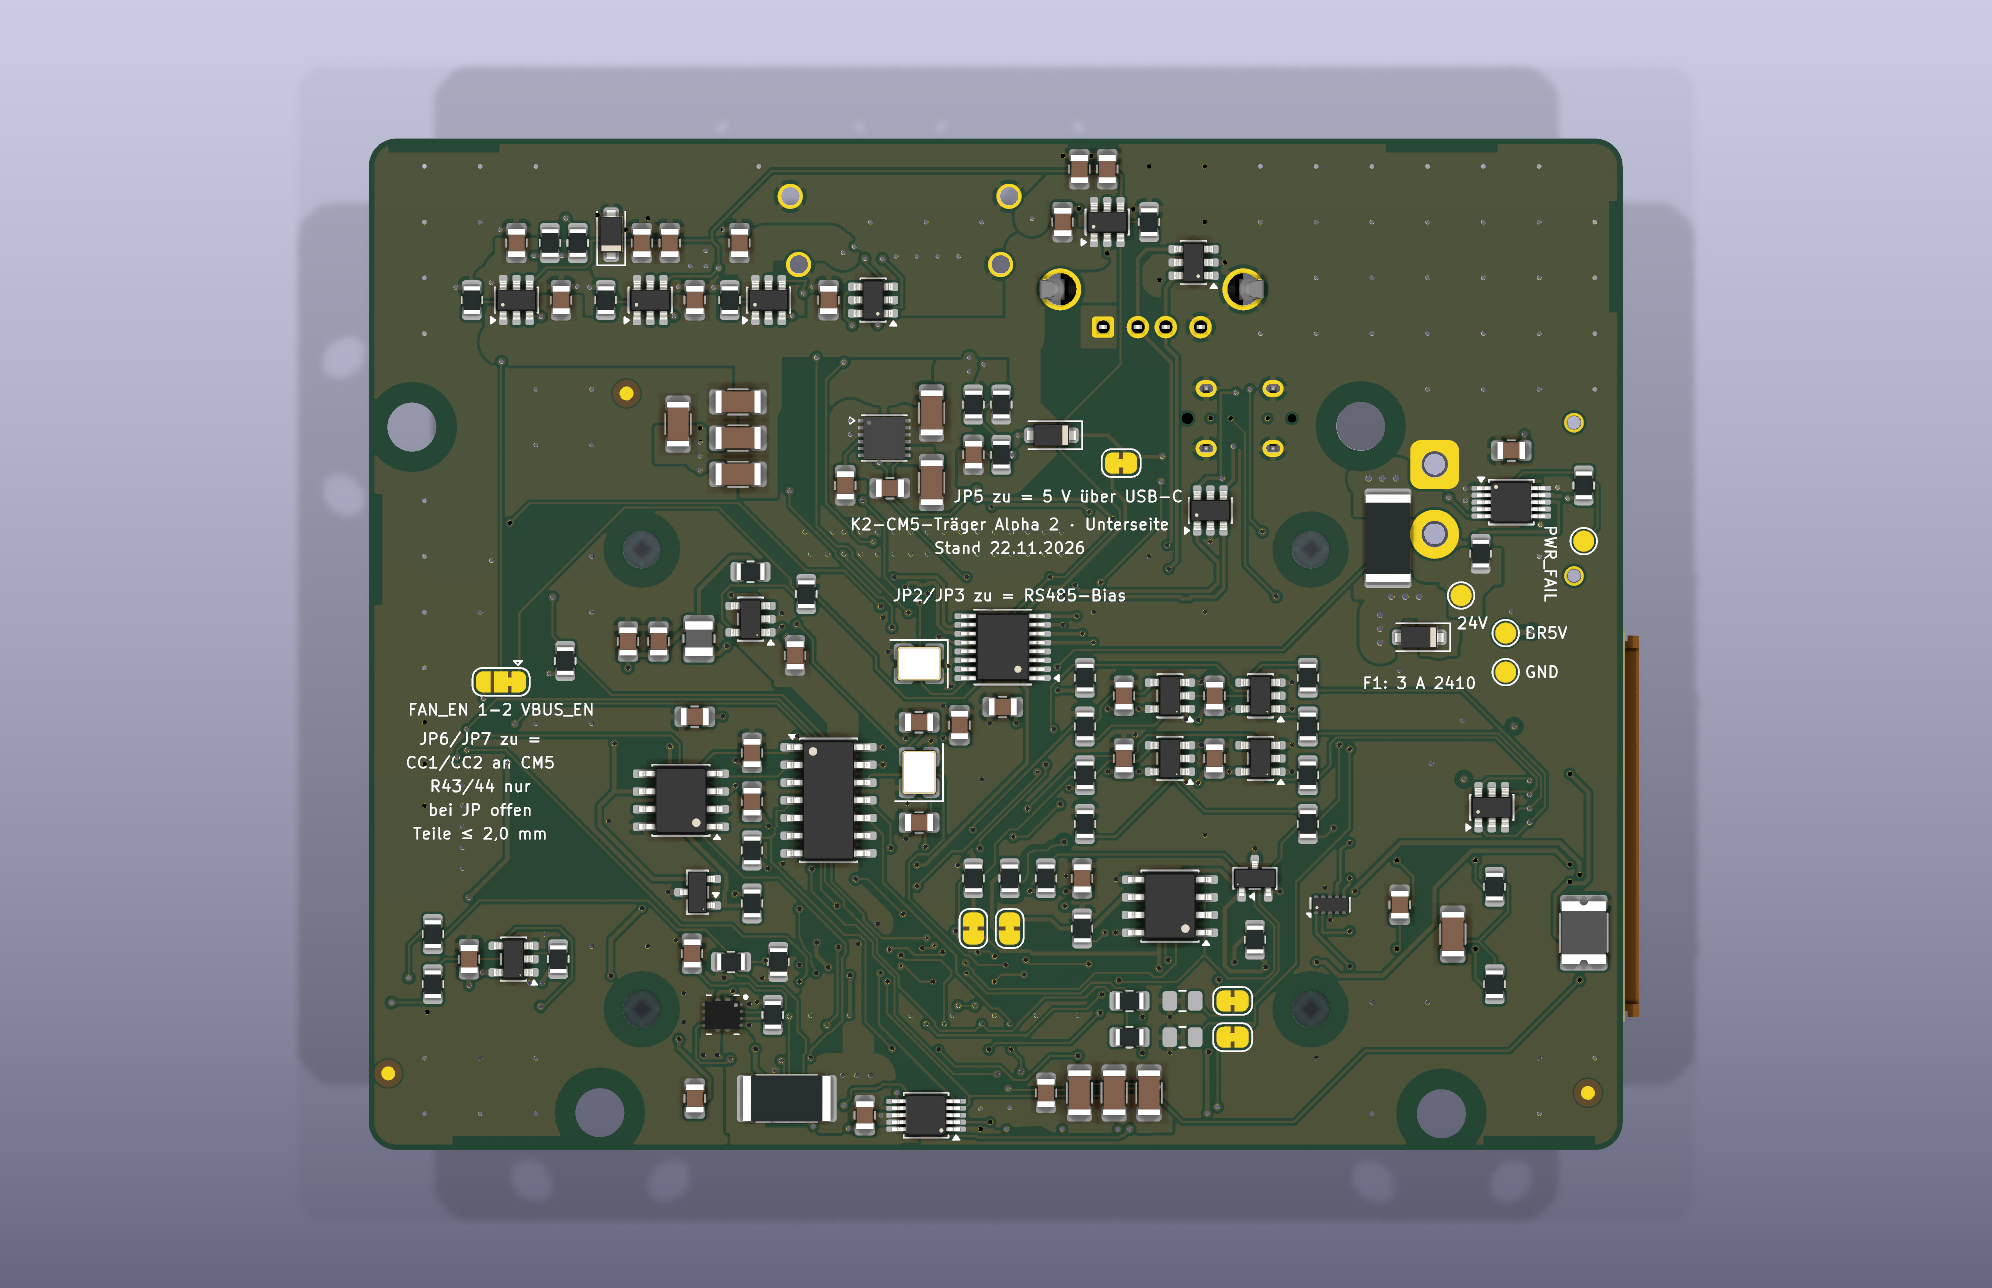 JP5 zu = 5 V über USB-C
K2-CM5-Träger Alpha 2 · Unterseite
Stand 22.11.2026
JP2/JP3 zu = RS485-Bias
PWR_FAIL
24V
BR5V
GND
F1: 3 A 2410
FAN_EN 1-2 VBUS_EN
JP6/JP7 zu =
CC1/CC2 an CM5
R43/44 nur
bei JP offen
Teile ≤ 2,0 mm